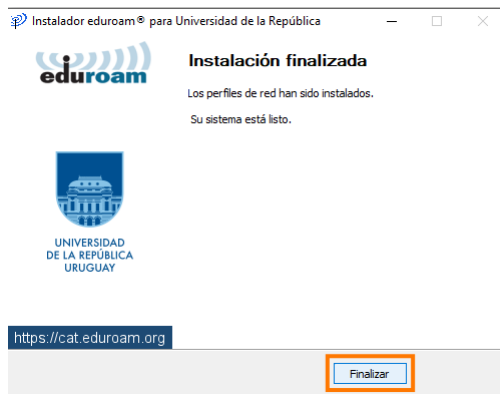 Instalador eduroam® para Universidad de la República
eduroam
Instalación finalizada
Los perfiles de red han sido instalados.
Su sistema está listo.
UNIVERSIDAD
DE LA REPÚBLICA
URUGUAY
https://cat.eduroam.org
Finalizar